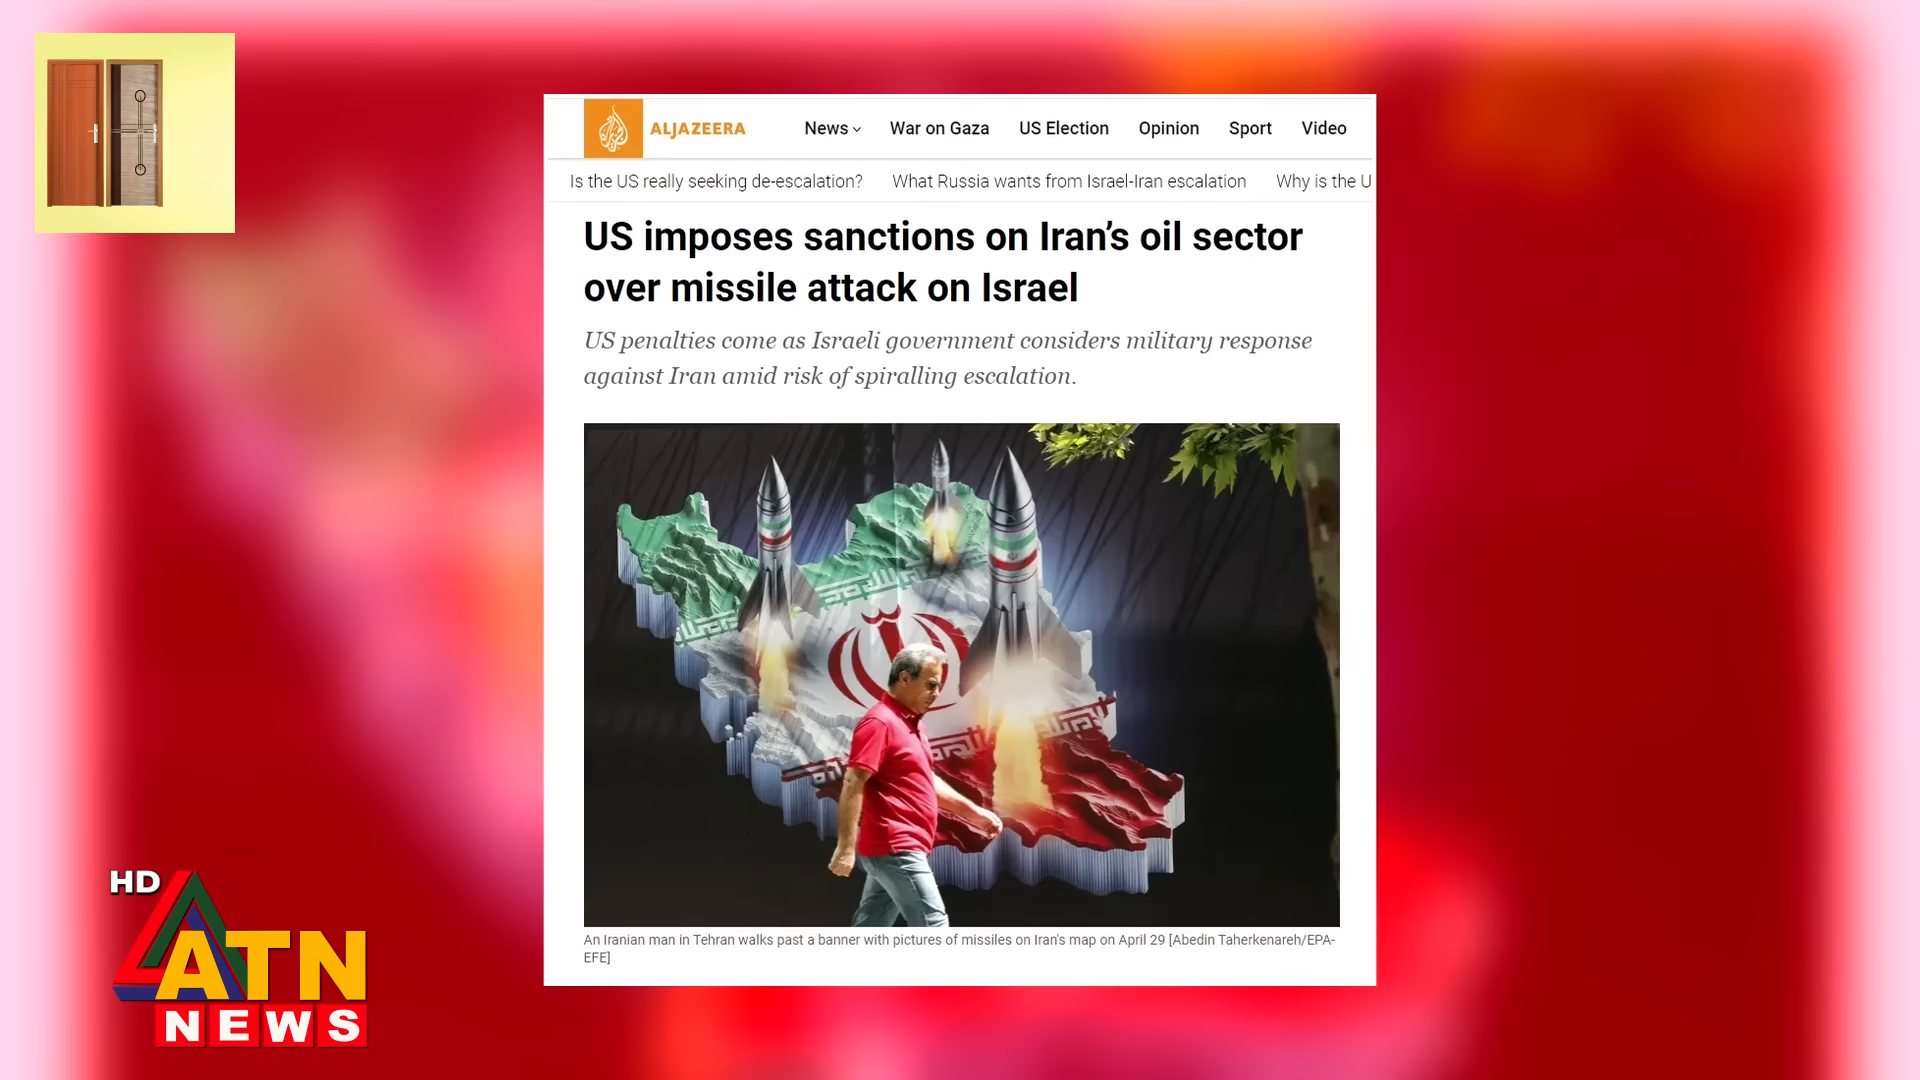 ALJAZEERA
News War on Gaza US Election Opinion Sport Video
Is the US really seeking de-escalation? What Russia wants from Israel-Iran escalation Why is the U
US imposes sanctions on Iran’s oil sector
over missile attack on Israel
US penalties come as Israeli government considers military response
against Iran amid risk of spiralling escalation.
An Iranian man in Tehran walks past a banner with pictures of missiles on Iran's map on April 29 [Abedin Taherkenareh/EPA-
EFE]
HD
ATN
NEWS